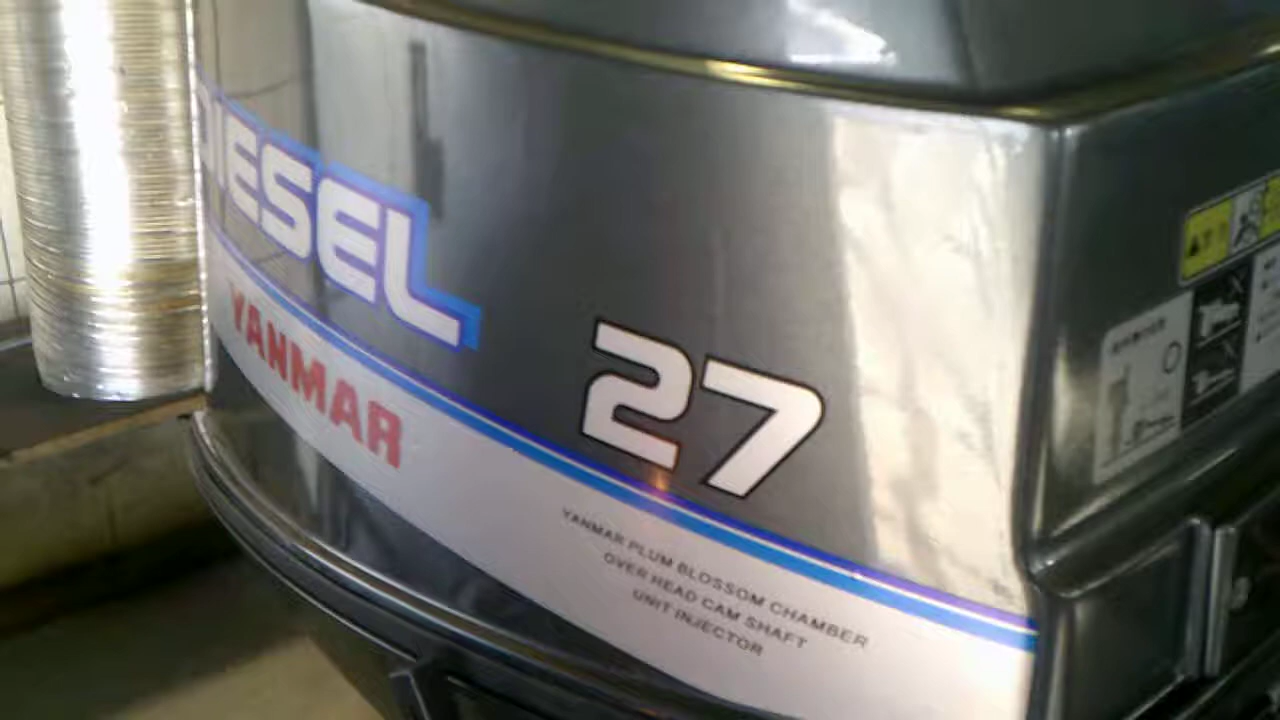 DIESEL
YANMAR
27
YANMAR PLUM BLOSSOM CHAMBER
OVER HEAD CAM SHAFT
UNIT INJECTOR